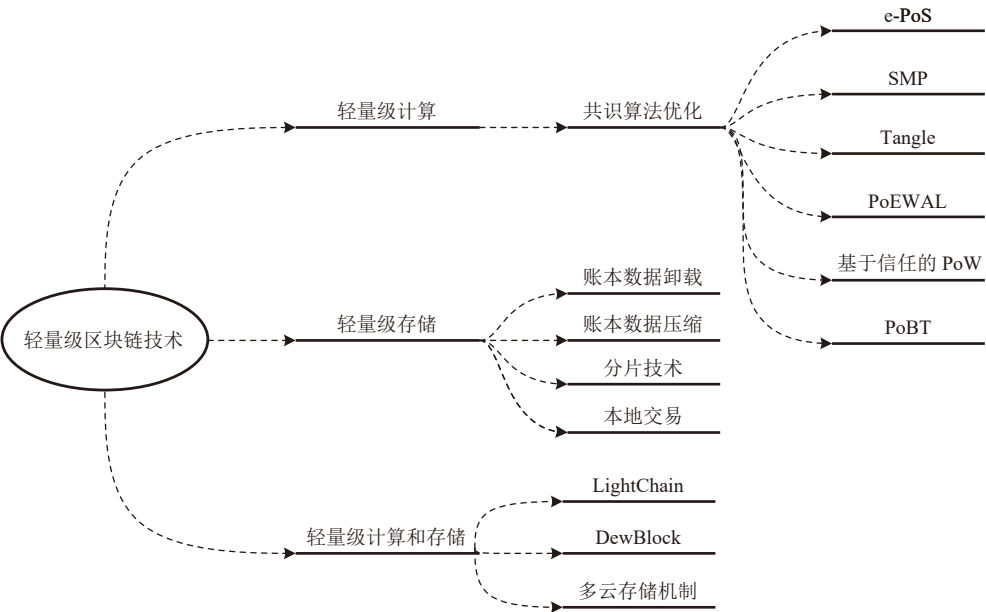 轻量级区块链技术
轻量级计算
共识算法优化
e-PoS
SMP
Tangle
PoEWAL
基于信任的 PoW
PoBT
轻量级存储
账本数据卸载
账本数据压缩
分片技术
本地交易
轻量级计算和存储
LightChain
DewBlock
多云存储机制